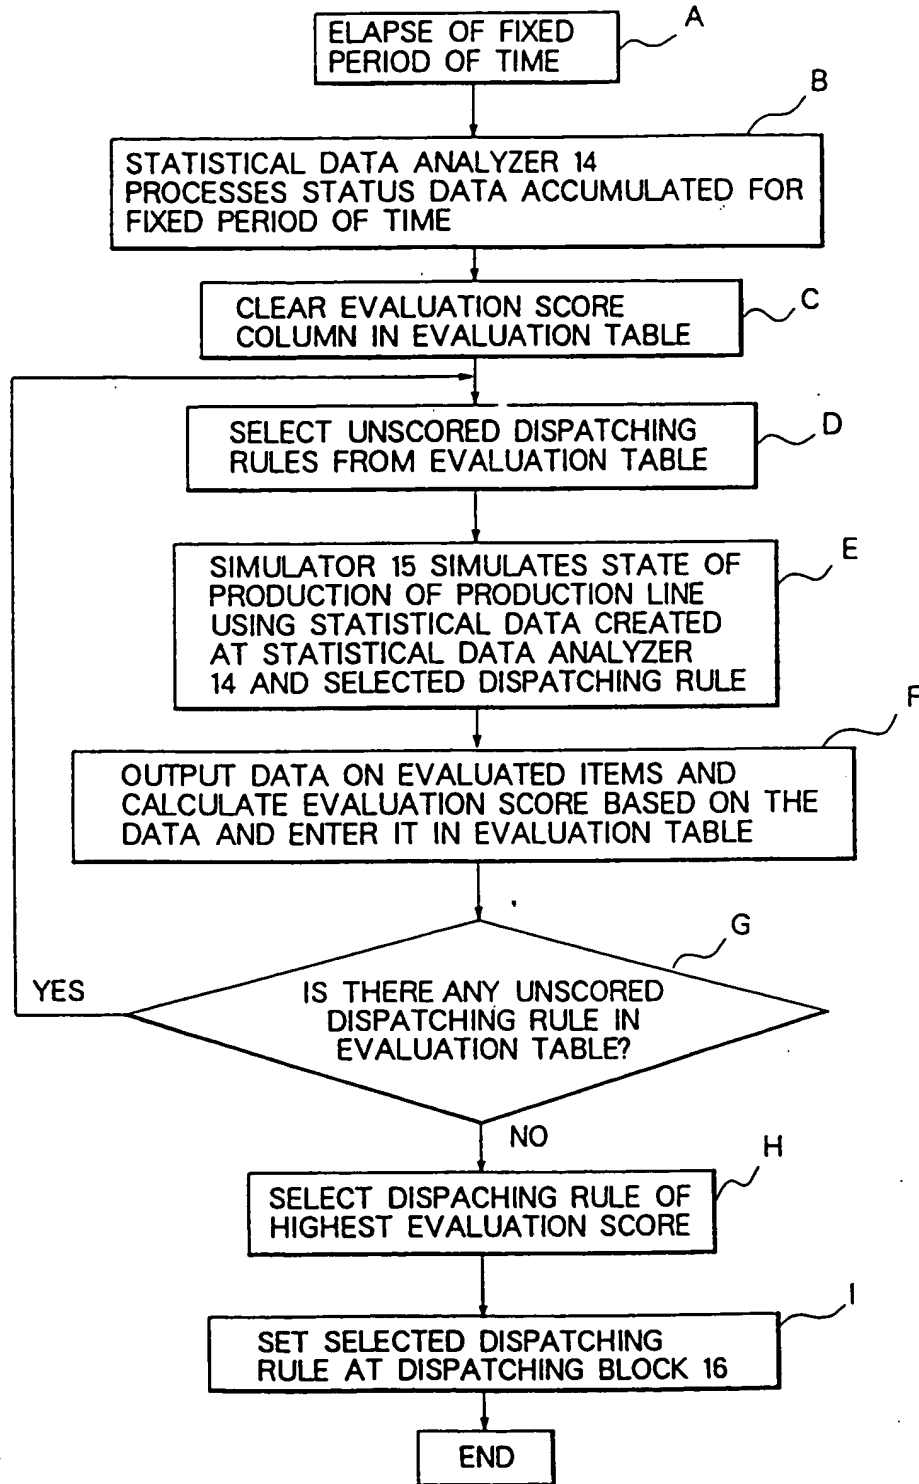 ELAPSE OF FIXED
PERIOD OF TIME
A
B
STATISTICAL DATA ANALYZER 14
PROCESSES STATUS DATA ACCUMULATED FOR
FIXED PERIOD OF TIME
C
CLEAR EVALUATION SCORE
COLUMN IN EVALUATION TABLE
D
SELECT UNSCORED DISPATCHING
RULES FROM EVALUATION TABLE
E
SIMULATOR 15 SIMULATES STATE OF
PRODUCTION OF PRODUCTION LINE
USING STATISTICAL DATA CREATED
AT STATISTICAL DATA ANALYZER
14 AND SELECTED DISPATCHING RULE
F
OUTPUT DATA ON EVALUATED ITEMS AND
CALCULATE EVALUATION SCORE BASED ON THE
DATA AND ENTER IT IN EVALUATION TABLE
G
YES
IS THERE ANY UNSCORED
DISPATCHING RULE IN
EVALUATION TABLE?
NO
H
SELECT DISPACHING RULE OF
HIGHEST EVALUATION SCORE
I
SET SELECTED DISPATCHING
RULE AT DISPATCHING BLOCK 16
END